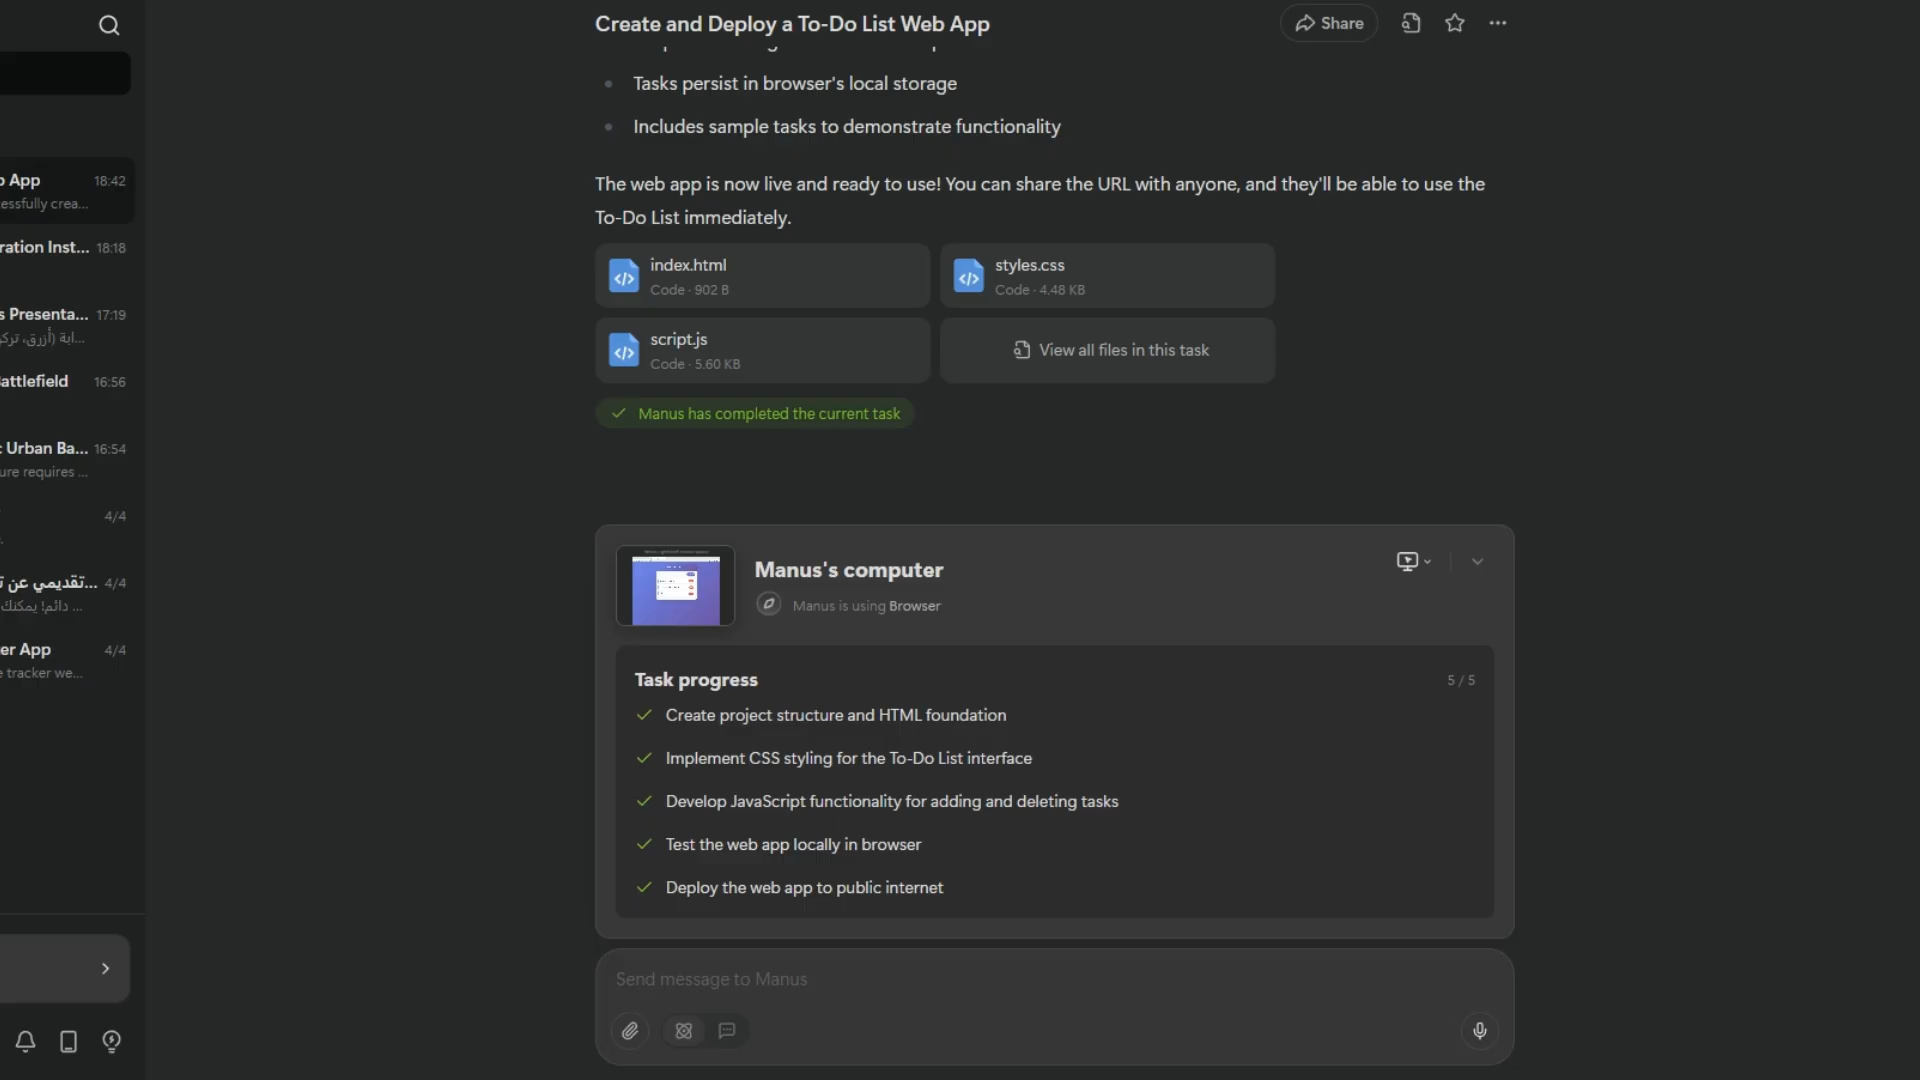 Create and Deploy a To-Do List Web App
Share
Tasks persist in browser's local storage
Includes sample tasks to demonstrate functionality
The web app is now live and ready to use! You can share the URL with anyone, and they'll be able to use the
To-Do List immediately.
index.html
Code · 902 B
styles.css
Code · 4.48 KB
script.js
Code · 5.60 KB
View all files in this task
Manus has completed the current task
Manus's computer
Manus is using Browser
Task progress
5 / 5
Create project structure and HTML foundation
Implement CSS styling for the To-Do List interface
Develop JavaScript functionality for adding and deleting tasks
Test the web app locally in browser
Deploy the web app to public internet
Send message to Manus
App
18:42
essfully crea...
ration Inst...
18:18
s Presenta...
17:19
ابة (أزرق، تركو...
attlefield
16:56
Urban Ba...
16:54
ure requires ...
4/4
تقديمي عن ت...
4/4
دائم! يمكنك ...
er App
4/4
e tracker we...